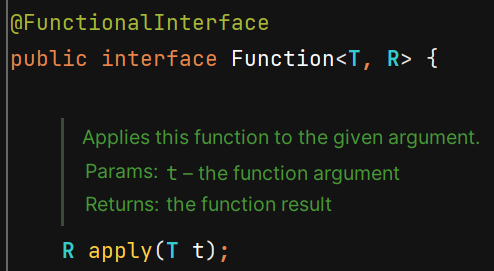 @FunctionalInterface
public interface Function<T, R> {
Applies this function to the given argument.
Params: t – the function argument
Returns: the function result
R apply(T t);